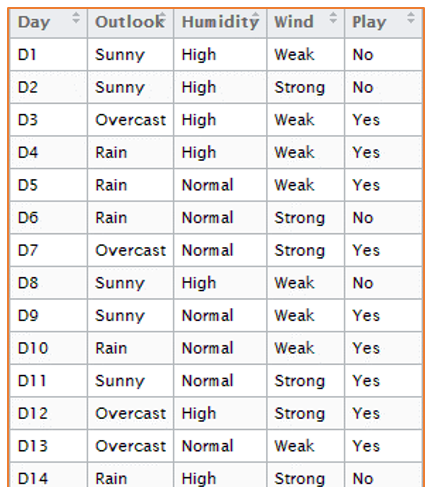 Day Outlook Humidity Wind Play
D1 Sunny High Weak No
D2 Sunny High Strong No
D3 Overcast High Weak Yes
D4 Rain High Weak Yes
D5 Rain Normal Weak Yes
D6 Rain Normal Strong No
D7 Overcast Normal Strong Yes
D8 Sunny High Weak No
D9 Sunny Normal Weak Yes
D10 Rain Normal Weak Yes
D11 Sunny Normal Strong Yes
D12 Overcast High Strong Yes
D13 Overcast Normal Weak Yes
D14 Rain High Strong No